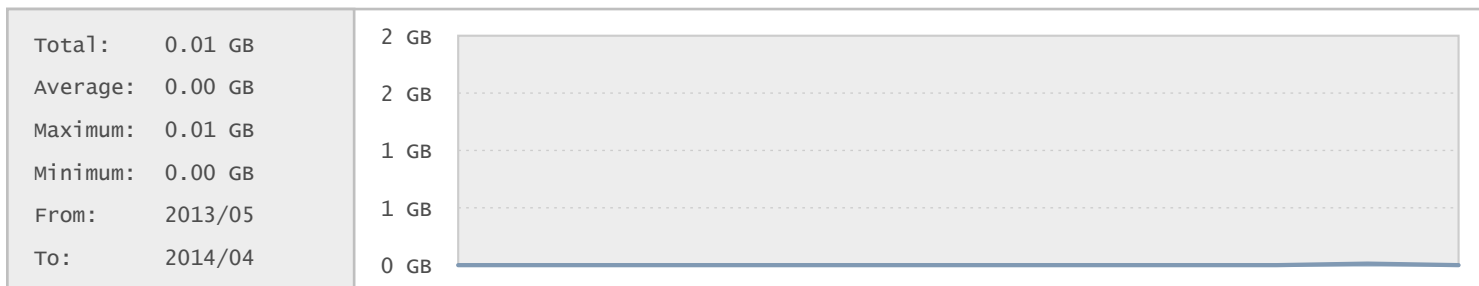 Total: 0.01 GB
Average: 0.00 GB
Maximum: 0.01 GB
Minimum: 0.00 GB
From: 2013/05
To: 2014/04
2 GB
2 GB
1 GB
1 GB
0 GB